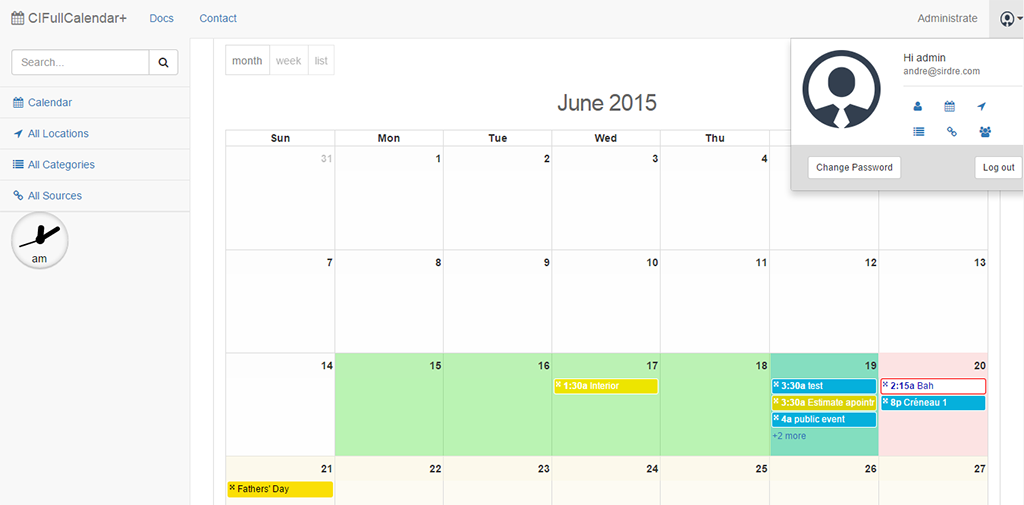 CIFullCalendar+ Docs Contact Administrate
Search...
Calendar
All Locations
All Categories
All Sources
am
month week list
Hi admin
andre@sirdre.com
Change Password Log out
June 2015
Sun Mon Tue Wed Thu
31 1 2 3 4
7 8 9 10 11 12 13
14 15 16 17 18 19 20
1:30a Interior
3:30a test
3:30a Estimate apoint
4a public event
+2 more
2:15a Bah
8p Créneau 1
21 22 23 24 25 26 27
Fathers' Day